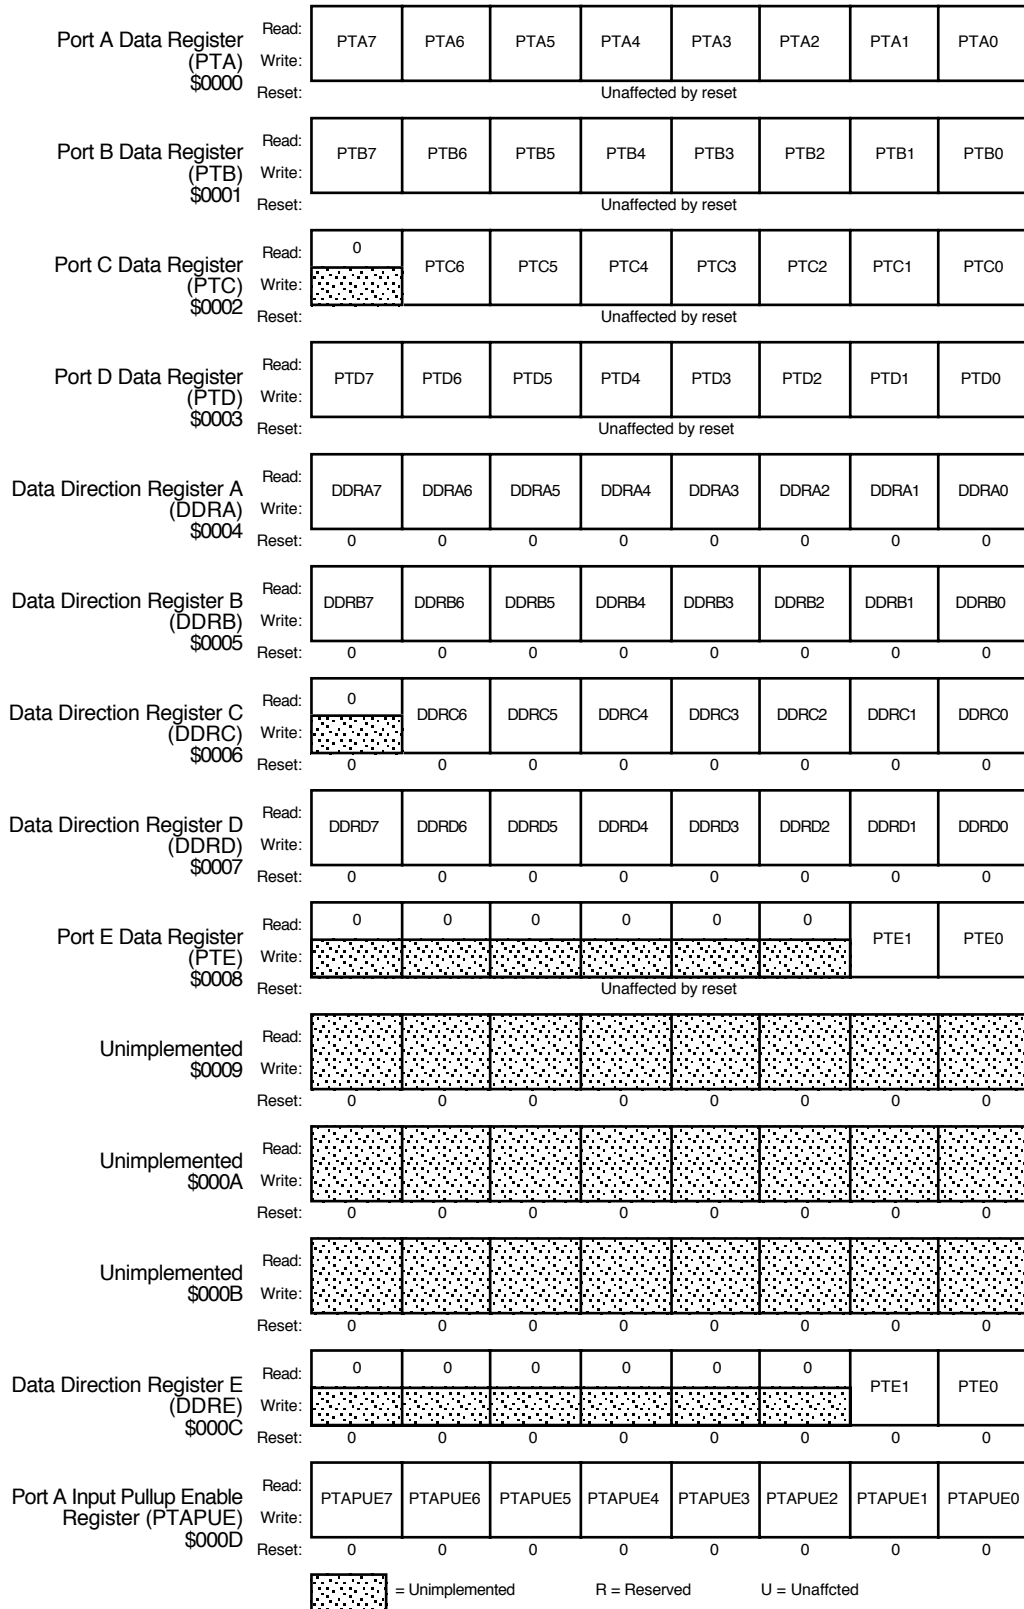 Port A Data Register
(PTA)
$0000
Read:
Write:
Reset:
PTA7 PTA6 PTA5 PTA4 PTA3 PTA2 PTA1 PTA0
Unaffected by reset
Port B Data Register
(PTB)
$0001
Read:
Write:
Reset:
PTB7 PTB6 PTB5 PTB4 PTB3 PTB2 PTB1 PTB0
Unaffected by reset
Port C Data Register
(PTC)
$0002
Read:
Write:
Reset:
0
PTC6 PTC5 PTC4 PTC3 PTC2 PTC1 PTC0
Unaffected by reset
Port D Data Register
(PTD)
$0003
Read:
Write:
Reset:
PTD7 PTD6 PTD5 PTD4 PTD3 PTD2 PTD1 PTD0
Unaffected by reset
Data Direction Register A
(DDRA)
$0004
Read:
Write:
Reset:
DDRA7 DDRA6 DDRA5 DDRA4 DDRA3 DDRA2 DDRA1 DDRA0
0 0 0 0 0 0 0 0
Data Direction Register B
(DDRB)
$0005
Read:
Write:
Reset:
DDRB7 DDRB6 DDRB5 DDRB4 DDRB3 DDRB2 DDRB1 DDRB0
0 0 0 0 0 0 0 0
Data Direction Register C
(DDRC)
$0006
Read:
Write:
Reset:
0
DDRC6 DDRC5 DDRC4 DDRC3 DDRC2 DDRC1 DDRC0
0 0 0 0 0 0 0 0
Data Direction Register D
(DDRD)
$0007
Read:
Write:
Reset:
DDRD7 DDRD6 DDRD5 DDRD4 DDRD3 DDRD2 DDRD1 DDRD0
0 0 0 0 0 0 0 0
Port E Data Register
(PTE)
$0008
Read:
Write:
Reset:
0 0 0 0 0 0
PTE1 PTE0
Unaffected by reset
Unimplemented
$0009
Read:
Write:
Reset:
0 0 0 0 0 0 0 0
Unimplemented
$000A
Read:
Write:
Reset:
0 0 0 0 0 0 0 0
Unimplemented
$000B
Read:
Write:
Reset:
0 0 0 0 0 0 0 0
Data Direction Register E
(DDRE)
$000C
Read:
Write:
Reset:
0 0 0 0 0 0
PTE1 PTE0
0 0 0 0 0 0 0 0
Port A Input Pullup Enable
Register (PTAPUE)
$000D
Read:
Write:
Reset:
PTAPUE7 PTAPUE6 PTAPUE5 PTAPUE4 PTAPUE3 PTAPUE2 PTAPUE1 PTAPUE0
0 0 0 0 0 0 0 0
= Unimplemented R = Reserved U = Unaffcted